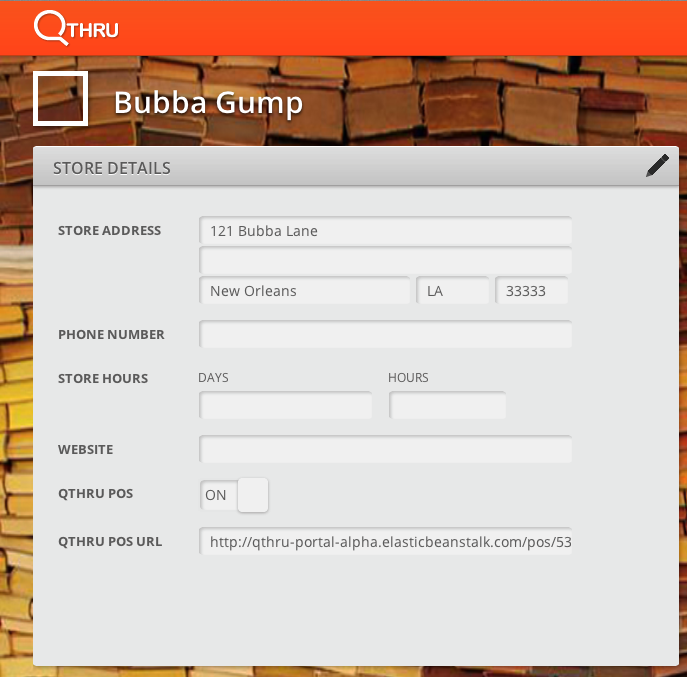 QTHRU
Bubba Gump
STORE DETAILS
STORE ADDRESS 121 Bubba Lane
New Orleans LA 33333
PHONE NUMBER
STORE HOURS DAYS HOURS
WEBSITE
QTHRU POS ON
QTHRU POS URL http://qthru-portal-alpha.elasticbeanstalk.com/pos/53